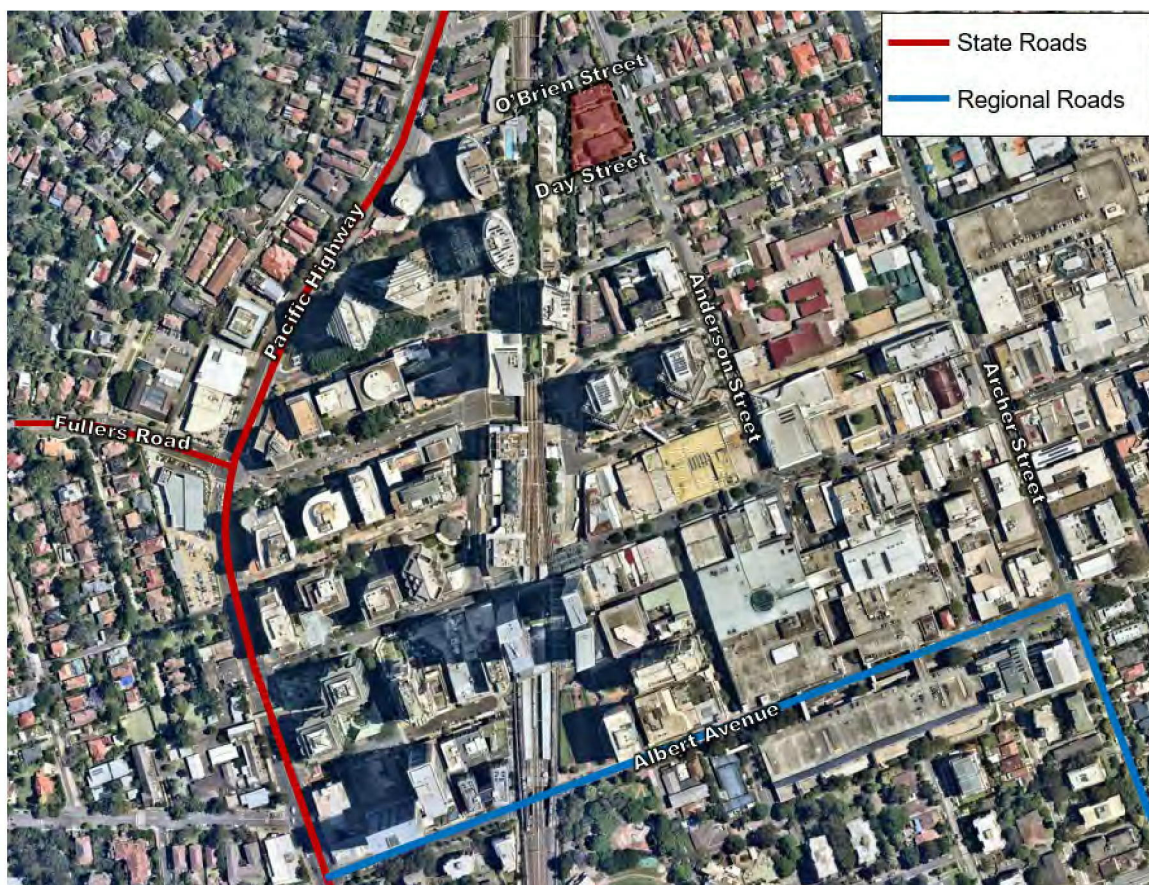 State Roads
Regional Roads
O'Brien Street
Day Street
Pacific Highway
Anderson Street
Archer Street
Fullers Road
Albert Avenue